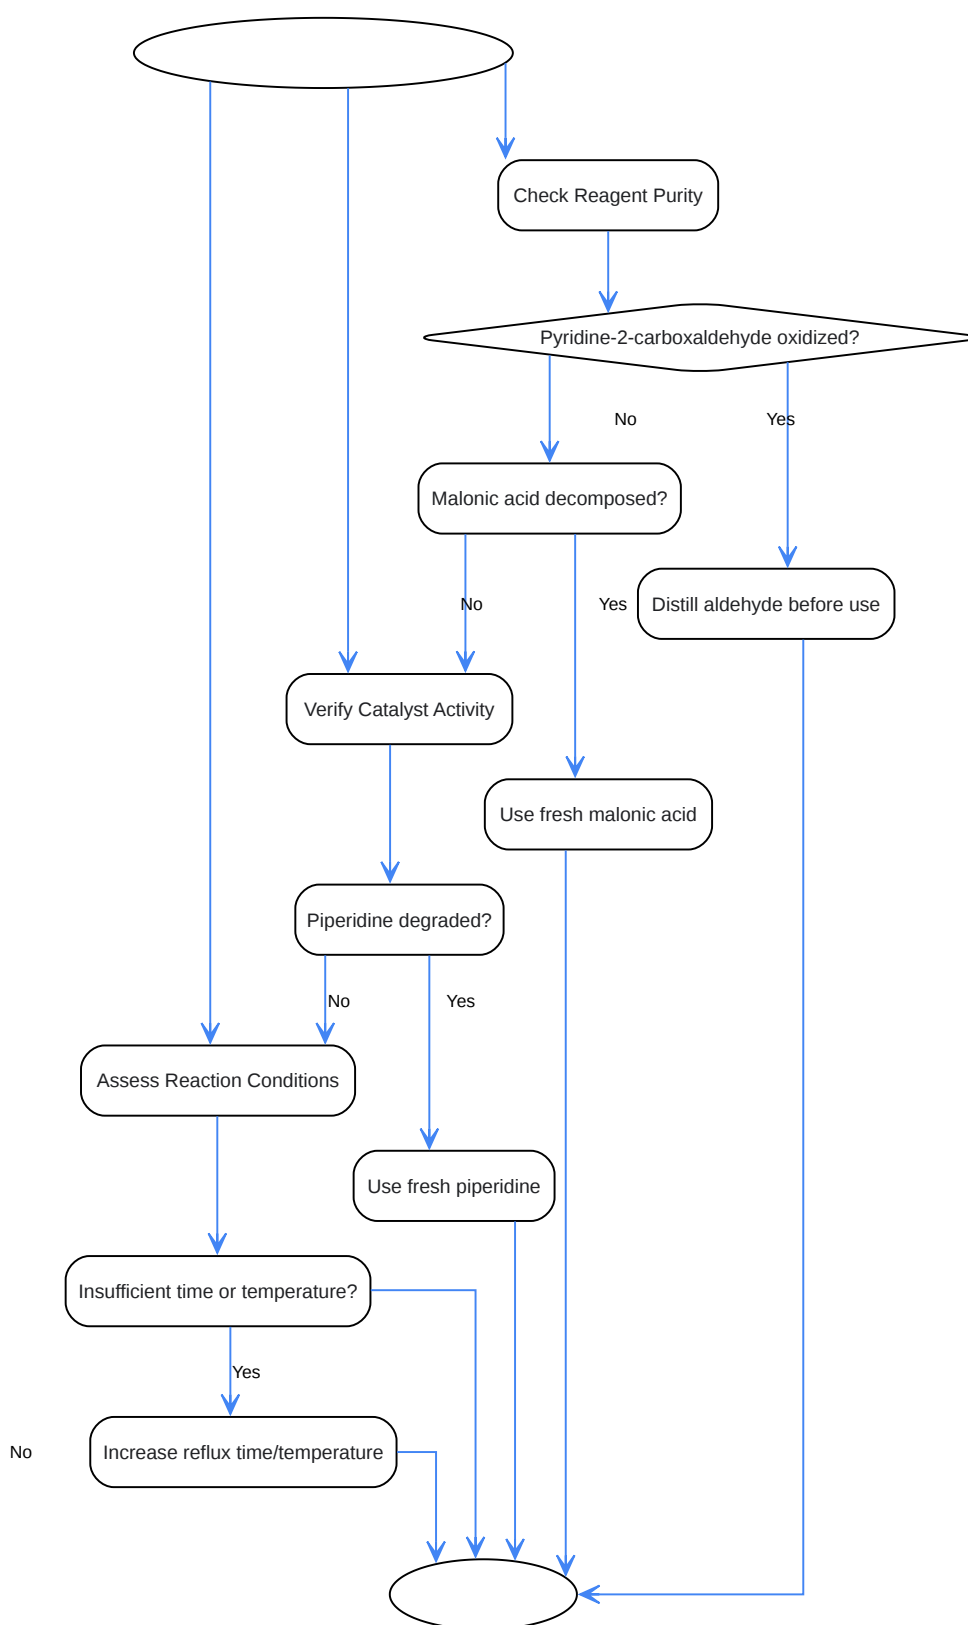 Check Reagent Purity
Pyridine-2-carboxaldehyde oxidized?
No
Yes
Malonic acid decomposed?
No
Yes
Distill aldehyde before use
Verify Catalyst Activity
Use fresh malonic acid
Piperidine degraded?
No
Yes
Assess Reaction Conditions
Use fresh piperidine
Insufficient time or temperature?
Yes
No
Increase reflux time/temperature